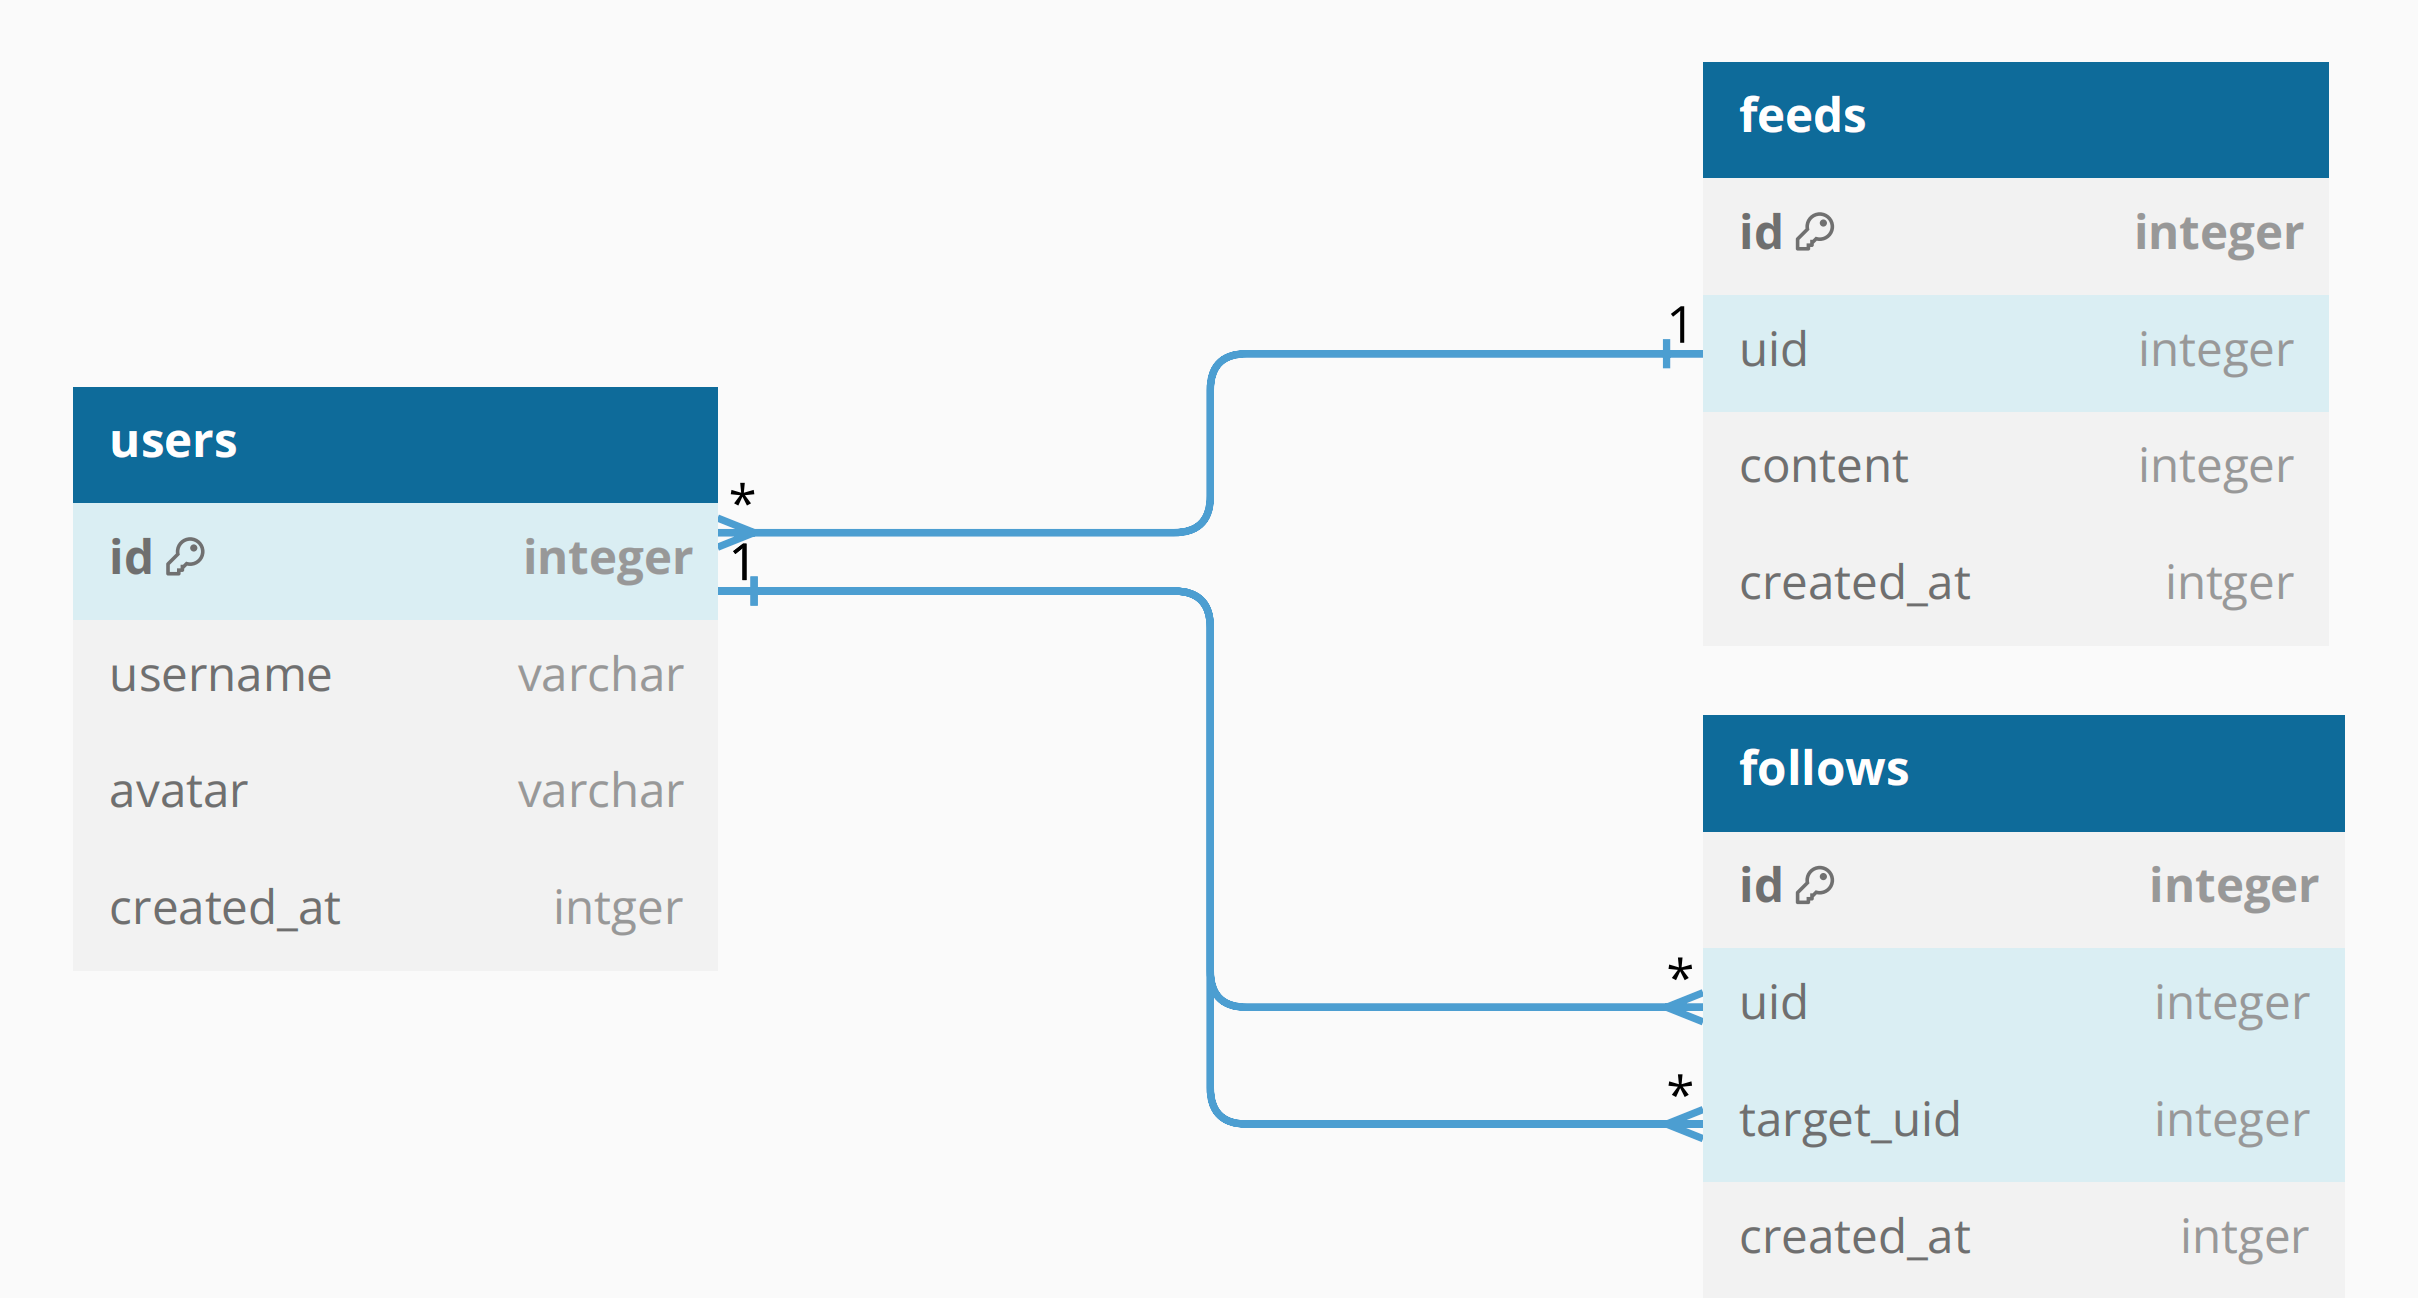 feeds
id integer
uid integer
content integer
created_at intger
1
users
id integer
username varchar
avatar varchar
created_at intger
*
1
follows
id integer
uid integer
target_uid integer
created_at intger
*
*